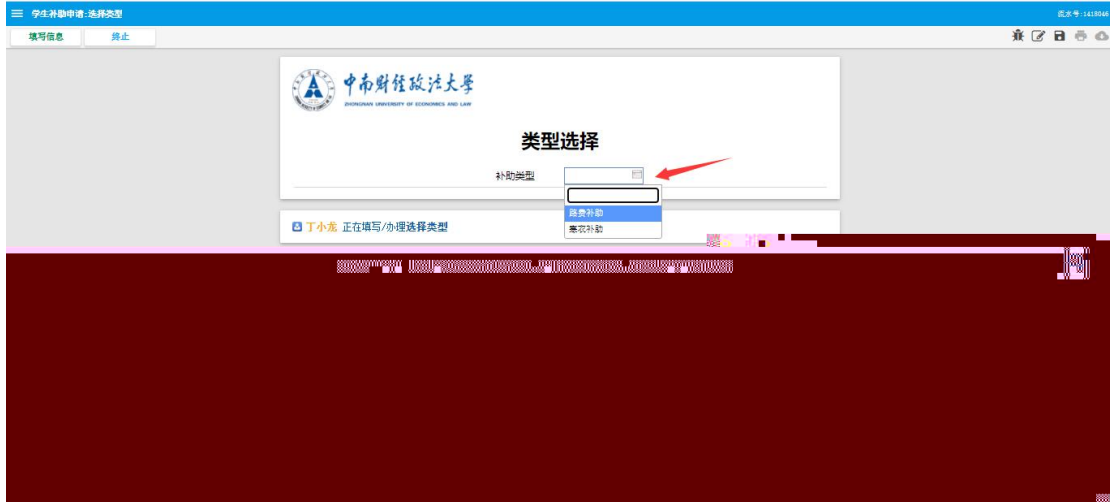 学生补助申请:选择类型
流水号:1413046
填写信息 终止
中南财经政法大学
ZHONGNAN UNIVERSITY OF ECONOMICS AND LAW
类型选择
补助类型
路费补助
寒衣补助
丁小龙 正在填写/办理选择类型